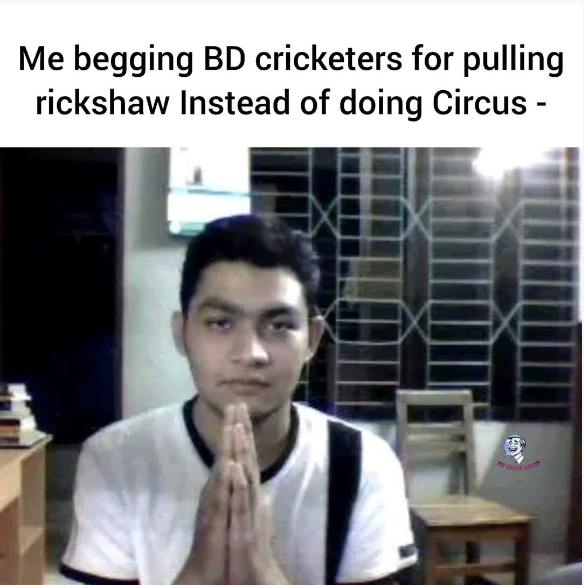 Me begging BD cricketers for pulling
rickshaw Instead of doing Circus -